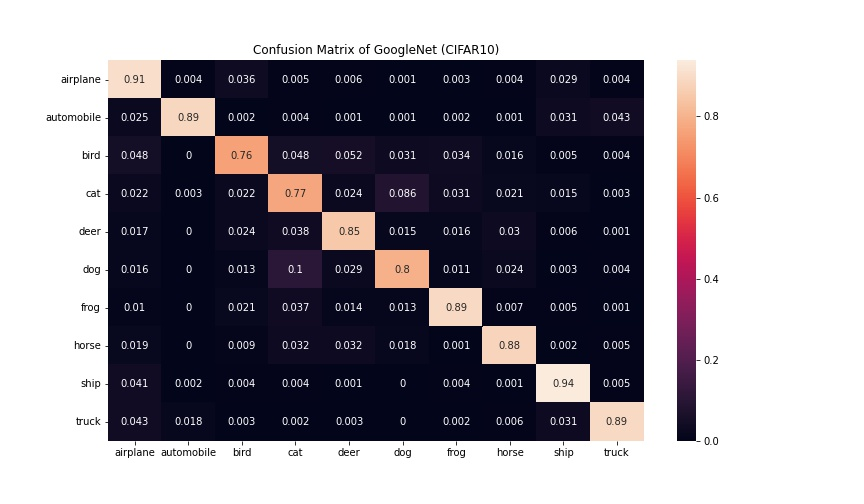 Confusion Matrix of GoogleNet (CIFAR10)
airplane 0.91 0.004 0.036 0.005 0.006 0.001 0.003 0.004 0.029 0.004
automobile 0.025 0.89 0.002 0.004 0.001 0.001 0.002 0.001 0.031 0.043
bird 0.048 0 0.76 0.048 0.052 0.031 0.034 0.016 0.005 0.004
cat 0.022 0.003 0.022 0.77 0.024 0.086 0.031 0.021 0.015 0.003
deer 0.017 0 0.024 0.038 0.85 0.015 0.016 0.03 0.006 0.001
dog 0.016 0 0.013 0.1 0.029 0.8 0.011 0.024 0.003 0.004
frog 0.01 0 0.021 0.037 0.014 0.013 0.89 0.007 0.005 0.001
horse 0.019 0 0.009 0.032 0.032 0.018 0.001 0.88 0.002 0.005
ship 0.041 0.002 0.004 0.004 0.001 0 0.004 0.001 0.94 0.005
truck 0.043 0.018 0.003 0.002 0.003 0 0.002 0.006 0.031 0.89
airplane automobile bird cat deer dog frog horse ship truck
0.8
0.6
0.4
0.2
0.0